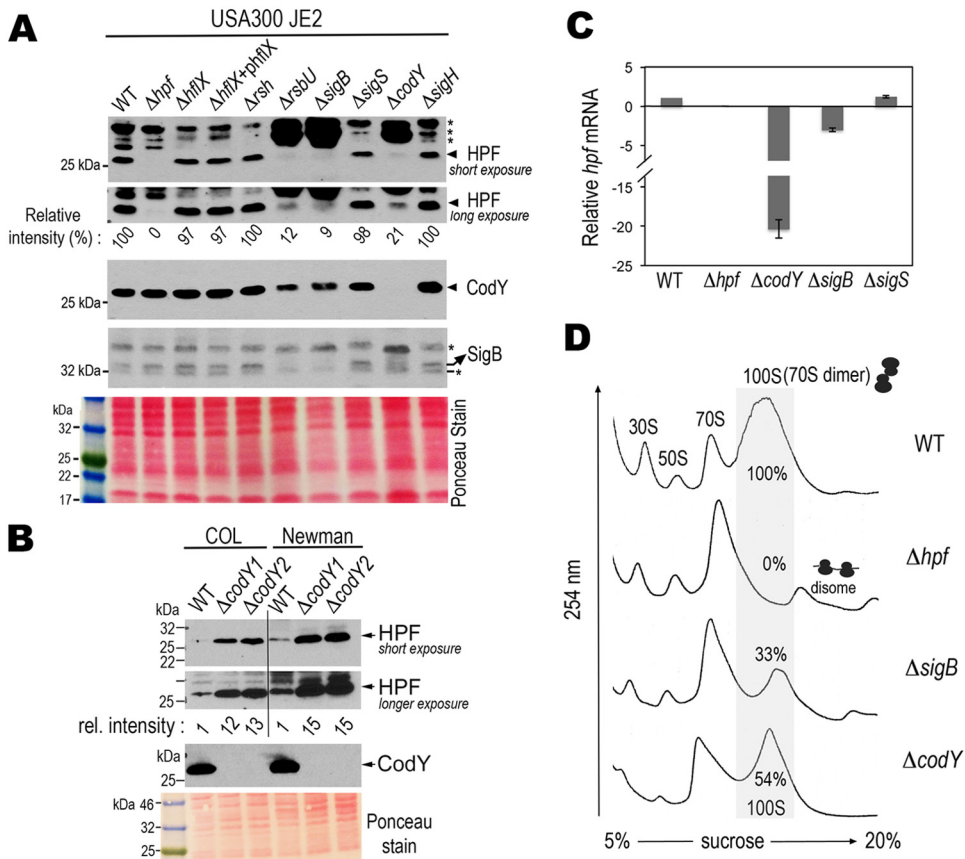 A
USA300 JE2
WT
Δhpf
ΔhflX
ΔhflX+phflX
Δrsh
ΔrsbU
ΔsigB
ΔsigS
ΔcodY
ΔsigH
*
*
*
HPF
short exposure
25 kDa
HPF
long exposure
Relative
intensity (%)
100 0 97 97 100 12 9 98 21 100
CodY
25 kDa
*
SigB
32 kDa
*
kDa
32
25
22
17
Ponceau Stain
B
COL Newman
WT
ΔcodY1
ΔcodY2
WT
ΔcodY1
ΔcodY2
kDa
32
25
22
HPF
short exposure
25
HPF
longer exposure
rel. intensity : 1 12 13 1 15 15
kDa
25
CodY
kDa 46
32
25
Ponceau
stain
C
Relative hpf mRNA
5
0
-5
-15
-20
-25
WT Δhpf ΔcodY ΔsigB ΔsigS
D
100S (70S dimer)
30S
50S
70S
WT
100%
Δhpf
0%
disome
ΔsigB
33%
ΔcodY
54%
100S
254 nm
5% sucrose 20%